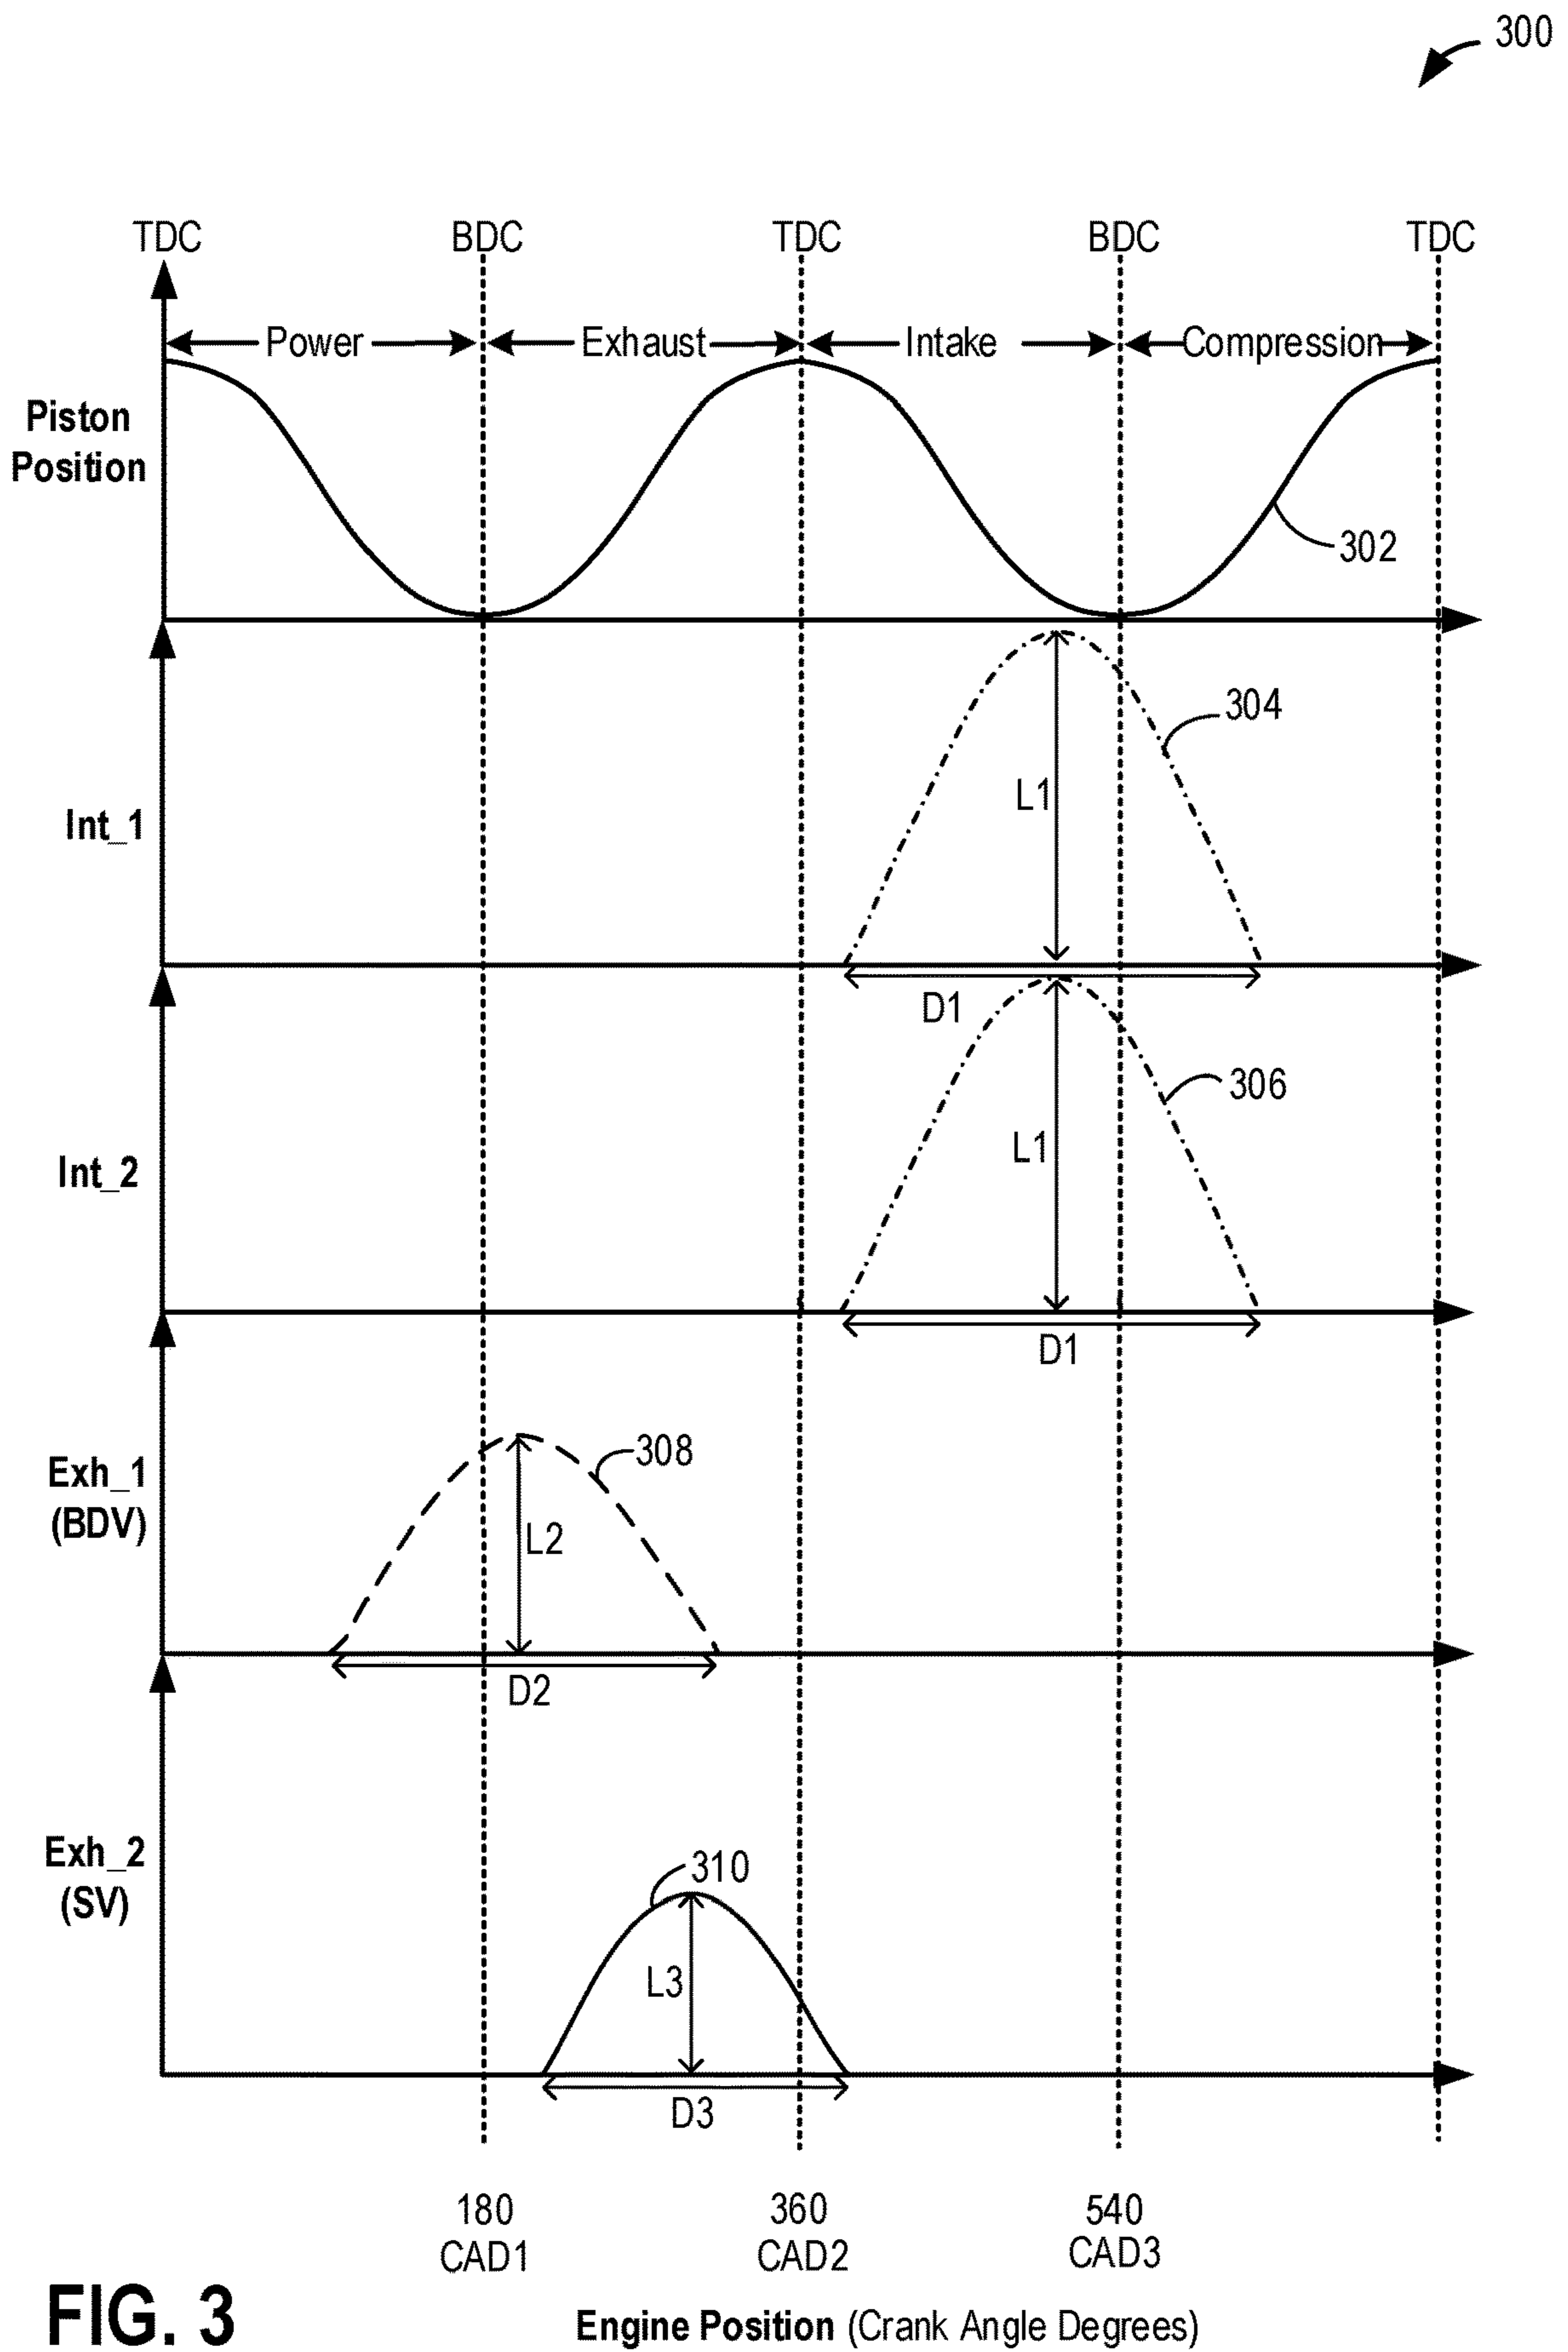 300
TDC BDC TDC BDC TDC
Power Exhaust Intake Compression
Piston
Position
302
304
L1
Int_1
D1
306
L1
Int_2
D1
308
Exh_1
(BDV)
L2
D2
310
Exh_2
(SV)
L3
D3
180 360 540
CAD1 CAD2 CAD3
FIG. 3
Engine Position (Crank Angle Degrees)